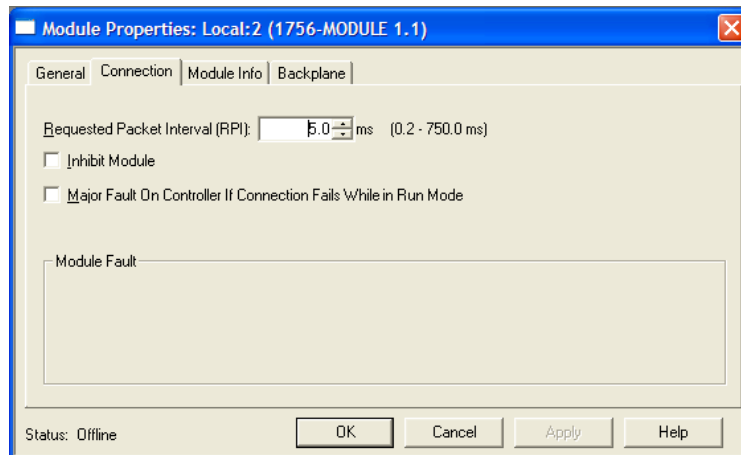 Module Properties: Local:2 (1756-MODULE 1.1)
General Connection Module Info Backplane
Requested Packet Interval (RPI): 5.0 ms (0.2 - 750.0 ms)
Inhibit Module
Major Fault On Controller If Connection Fails While in Run Mode
Module Fault
Status: Offline OK Cancel Apply Help